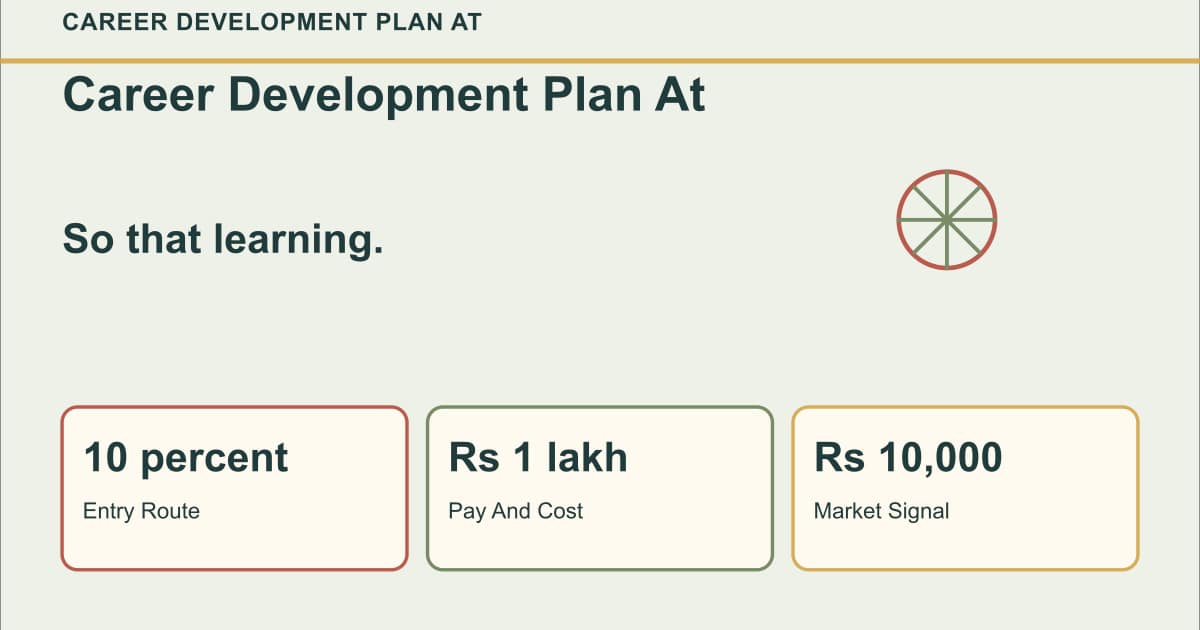 CAREER DEVELOPMENT PLAN AT
Career Development Plan At
So that learning.
10 percent
Entry Route
Rs 1 lakh
Pay And Cost
Rs 10,000
Market Signal